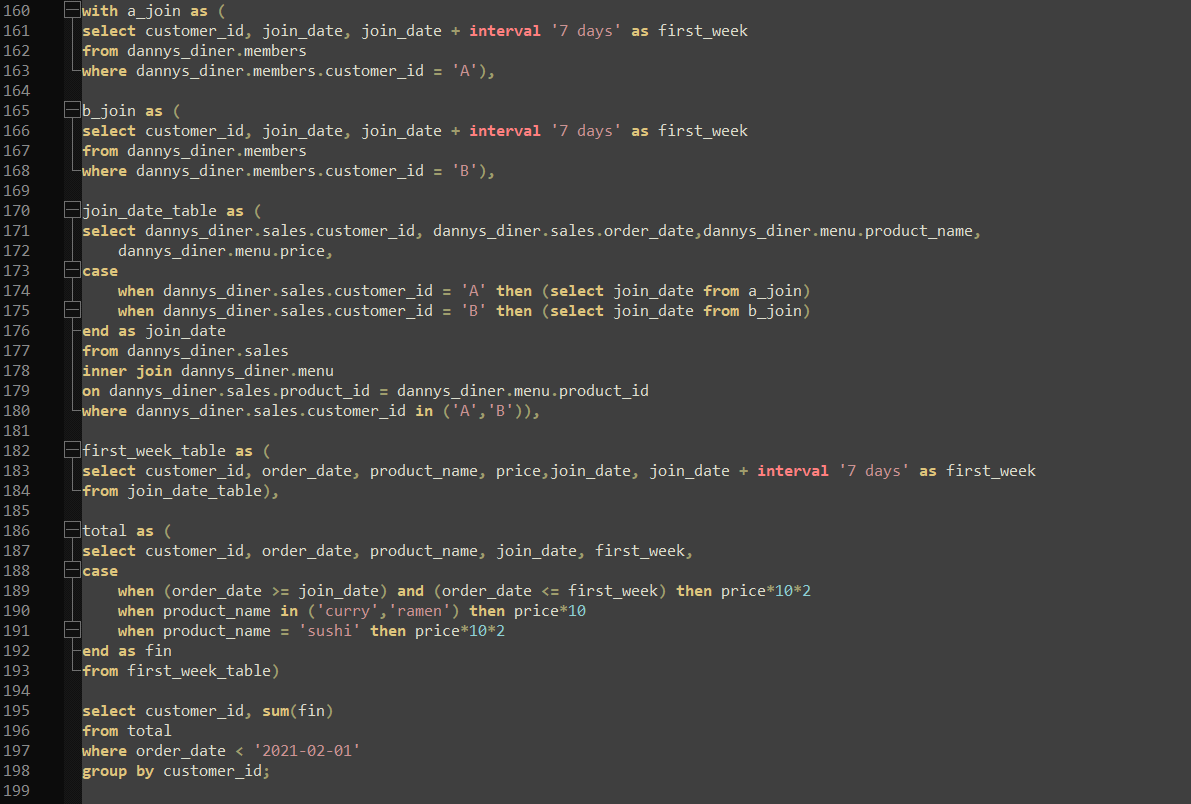 160 with a_join as (
161 select customer_id, join_date, join_date + interval '7 days' as first_week
162 from dannys_diner.members
163 where dannys_diner.members.customer_id = 'A'),
164
165 b_join as (
166 select customer_id, join_date, join_date + interval '7 days' as first_week
167 from dannys_diner.members
168 where dannys_diner.members.customer_id = 'B'),
169
170 join_date_table as (
171 select dannys_diner.sales.customer_id, dannys_diner.sales.order_date,dannys_diner.menu.product_name,
172     dannys_diner.menu.price,
173 case
174     when dannys_diner.sales.customer_id = 'A' then (select join_date from a_join)
175     when dannys_diner.sales.customer_id = 'B' then (select join_date from b_join)
176 end as join_date
177 from dannys_diner.sales
178 inner join dannys_diner.menu
179 on dannys_diner.sales.product_id = dannys_diner.menu.product_id
180 where dannys_diner.sales.customer_id in ('A','B')),
181
182 first_week_table as (
183 select customer_id, order_date, product_name, price,join_date, join_date + interval '7 days' as first_week
184 from join_date_table),
185
186 total as (
187 select customer_id, order_date, product_name, join_date, first_week,
188 case
189     when (order_date >= join_date) and (order_date <= first_week) then price*10*2
190     when product_name in ('curry','ramen') then price*10
191     when product_name = 'sushi' then price*10*2
192 end as fin
193 from first_week_table)
194
195 select customer_id, sum(fin)
196 from total
197 where order_date < '2021-02-01'
198 group by customer_id;
199